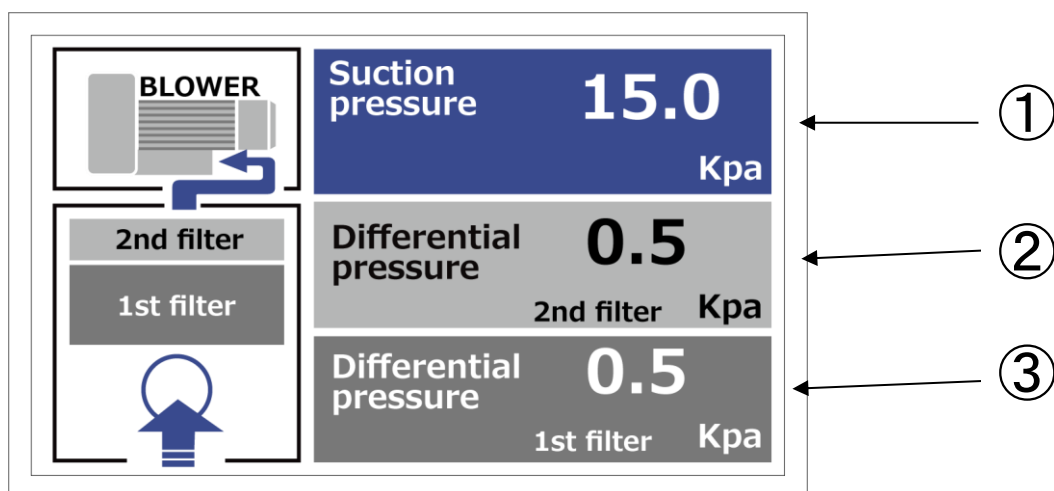 BLOWER
2nd filter
1st filter
Suction
pressure
15.0
Kpa
①
Differential
pressure
0.5
2nd filter
Kpa
②
Differential
pressure
0.5
1st filter
Kpa
③